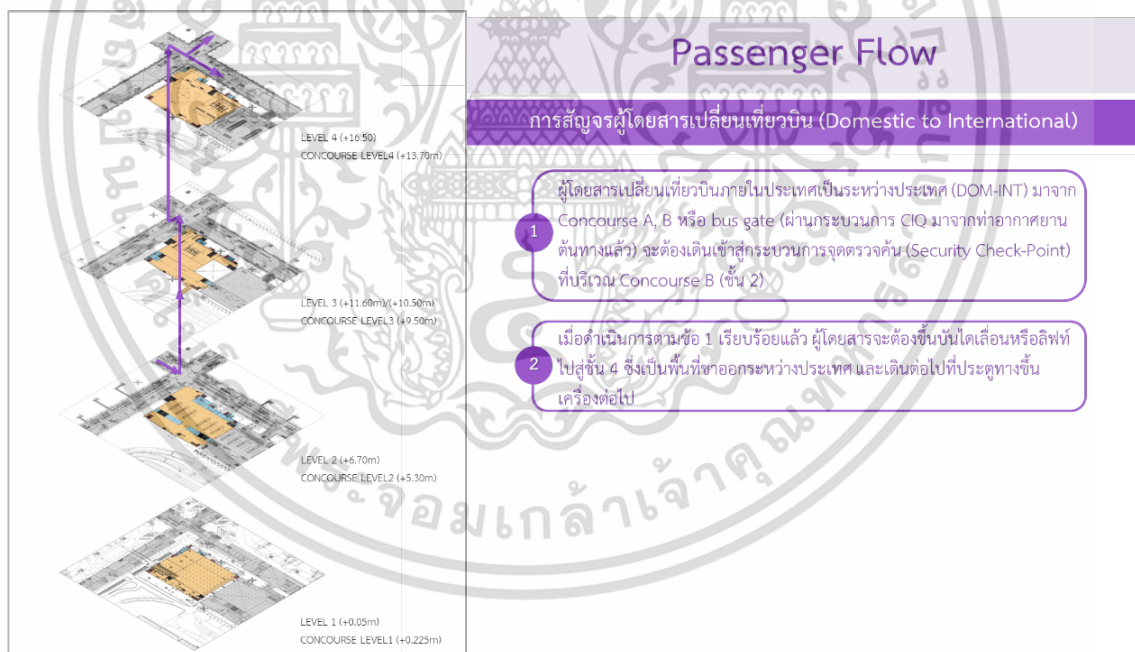 Passenger Flow
การสัญจรผู้โดยสารเปลี่ยนเที่ยวบิน (Domestic to International)
LEVEL 4 (+16.50)
CONCOURSE LEVEL4 (+13.70m)
1
ผู้โดยสารเปลี่ยนเที่ยวบินภายในประเทศเป็นระหว่างประเทศ (DOM-INT) มาจาก
Concourse A, B หรือ bus gate (ผ่านกระบวนการ CIQ มาจากท่าอากาศยาน
ต้นทางแล้ว) จะต้องเดินเข้าสู่กระบวนการจุดตรวจค้น (Security Check-Point)
ที่บริเวณ Concourse B (ชั้น 2)
LEVEL 3 (+11.60m)/(+10.50m)
CONCOURSE LEVEL3 (+9.50m)
2
เมื่อดำเนินการตามข้อ 1 เรียบร้อยแล้ว ผู้โดยสารจะต้องขึ้นบันไดเลื่อนหรือลิฟท์
ไปสู่ชั้น 4 ซึ่งเป็นพื้นที่ขาออกระหว่างประเทศ และเดินต่อไปที่ประตูทางขึ้น
เครื่องต่อไป
LEVEL 2 (+6.70m)
CONCOURSE LEVEL2 (+5.30m)
LEVEL 1 (+0.05m)
CONCOURSE LEVEL1 (+0.225m)
พระจอมเกล้าเจ้าคุณทหาร